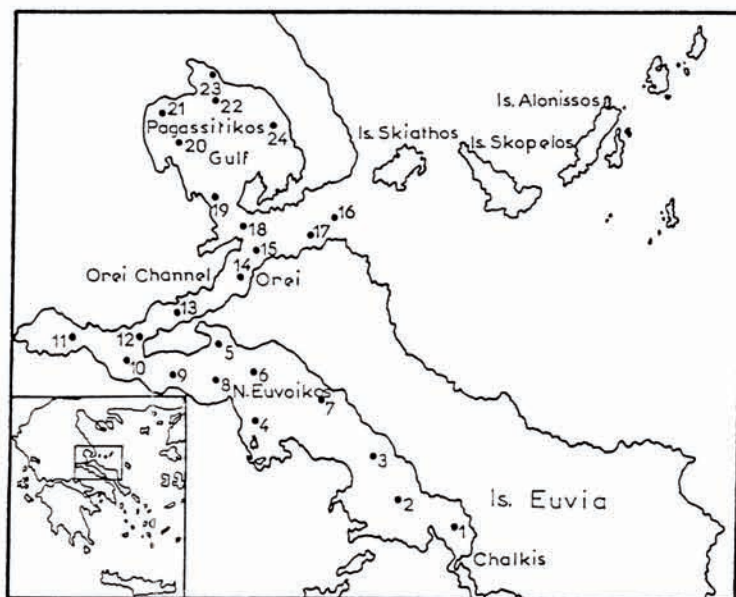 23
22
21
Is. Alonissos
Pagassitikos
24
Is. Skiathos
20
Is. Skopelos
Gulf
19
16
18
17
15
14
Orei Channel
Orei
13
11
12
5
10
9
8
6
N. Euvoikos
7
4
3
Is. Euvia
2
1
Chalkis